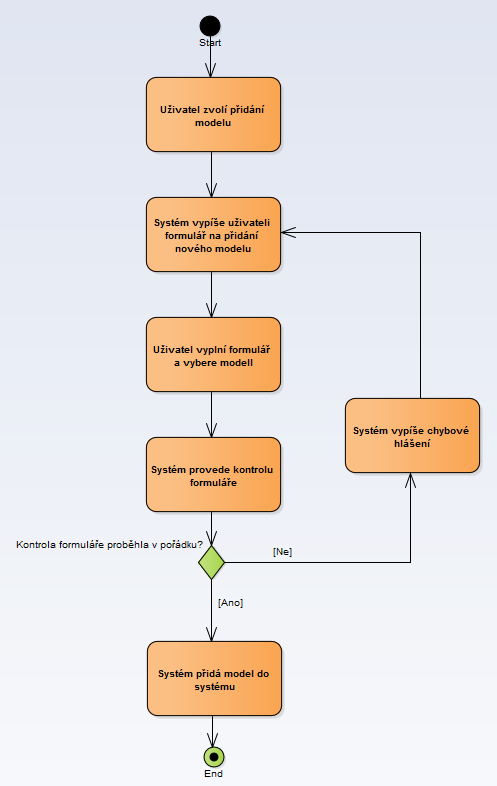 Start
Uživatel zvolí přidání
modelu
Systém vypíše uživateli
formulář na přidání
nového modelu
Uživatel vyplní formulář
a vybere modell
Systém vypíše chybové
hlášení
Systém provede kontrolu
formuláře
Kontrola formuláře proběhla v pořádku?
[Ne]
[Ano]
Systém přidá model do
systému
End